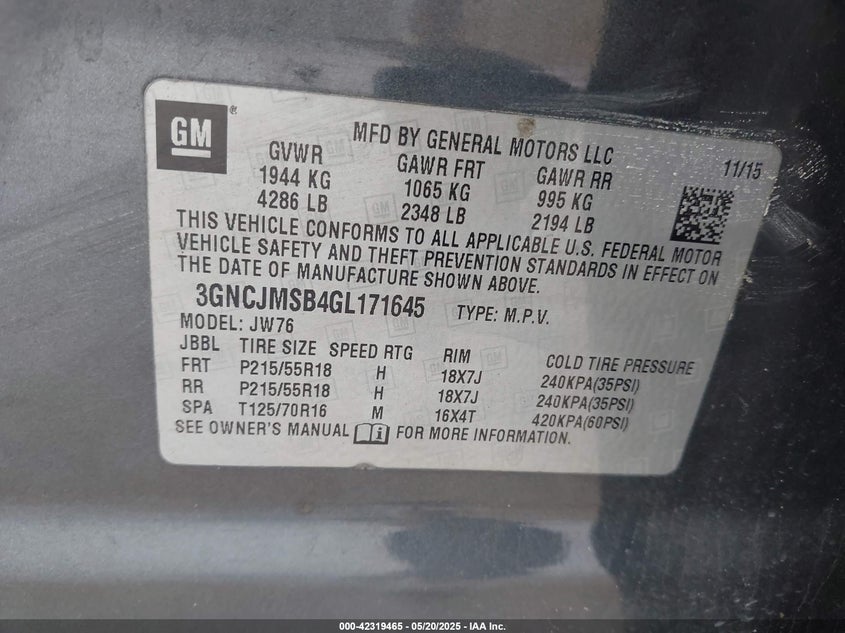 GM®
MFD BY GENERAL MOTORS LLC
11/15
GVWR GAWR FRT GAWR RR
1944 KG 1065 KG 995 KG
4286 LB 2348 LB 2194 LB
THIS VEHICLE CONFORMS TO ALL APPLICABLE U.S. FEDERAL MOTOR
VEHICLE SAFETY AND THEFT PREVENTION STANDARDS IN EFFECT ON
THE DATE OF MANUFACTURE SHOWN ABOVE.
3GNCJMSB4GL171645 TYPE: M.P.V.
MODEL: JW76
JBBL TIRE SIZE SPEED RTG RIM COLD TIRE PRESSURE
FRT P215/55R18 H 18X7J 240KPA(35PSI)
RR P215/55R18 H 18X7J 240KPA(35PSI)
SPA T125/70R16 M 16X4T 420KPA(60PSI)
SEE OWNER'S MANUAL FOR MORE INFORMATION.
000-42319465 - 05/20/2025 - IAA Inc.